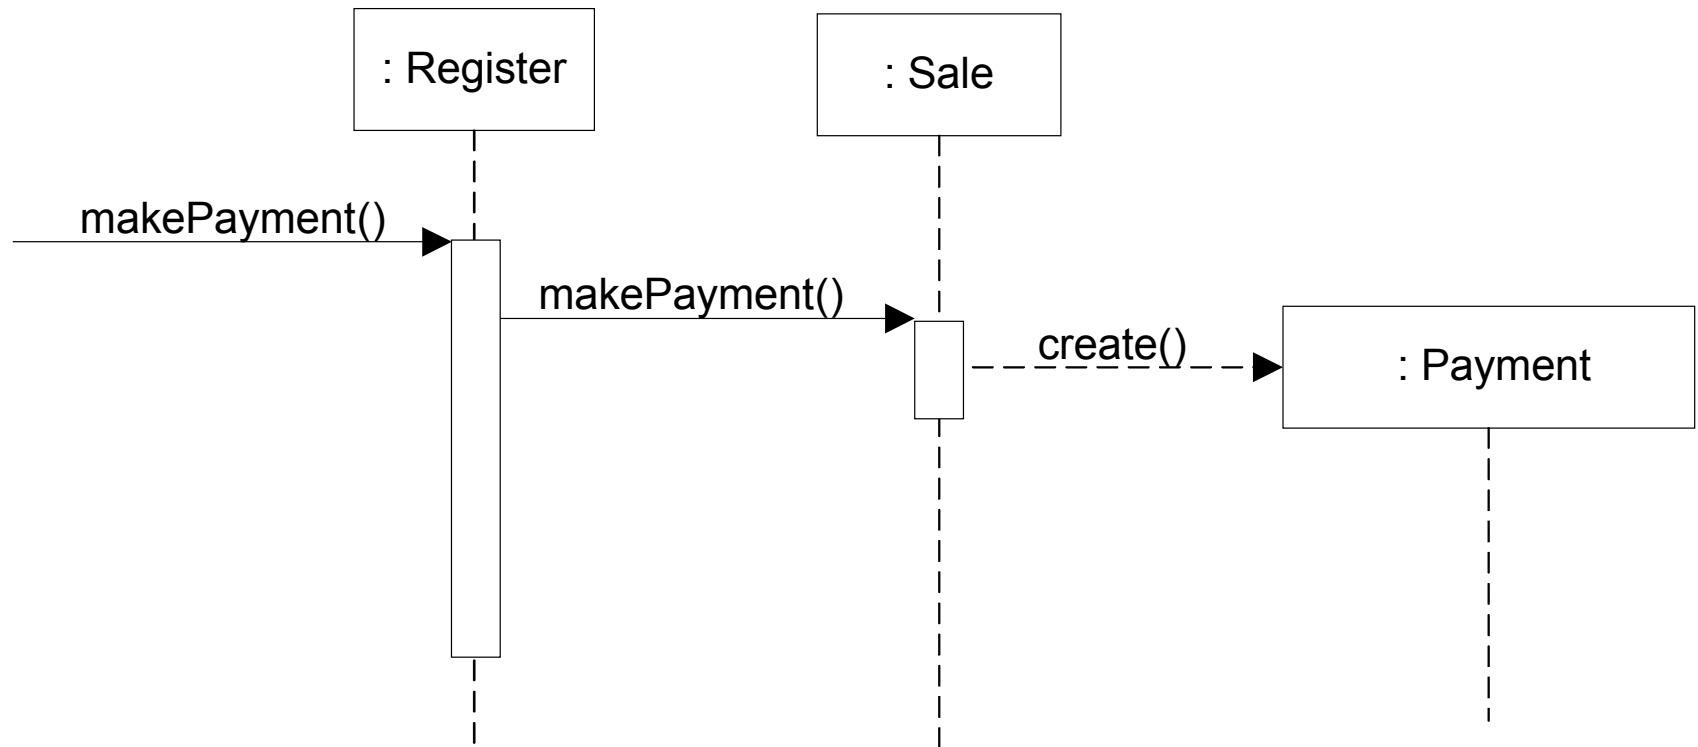 : Register
: Sale
makePayment()
makePayment()
create()
: Payment